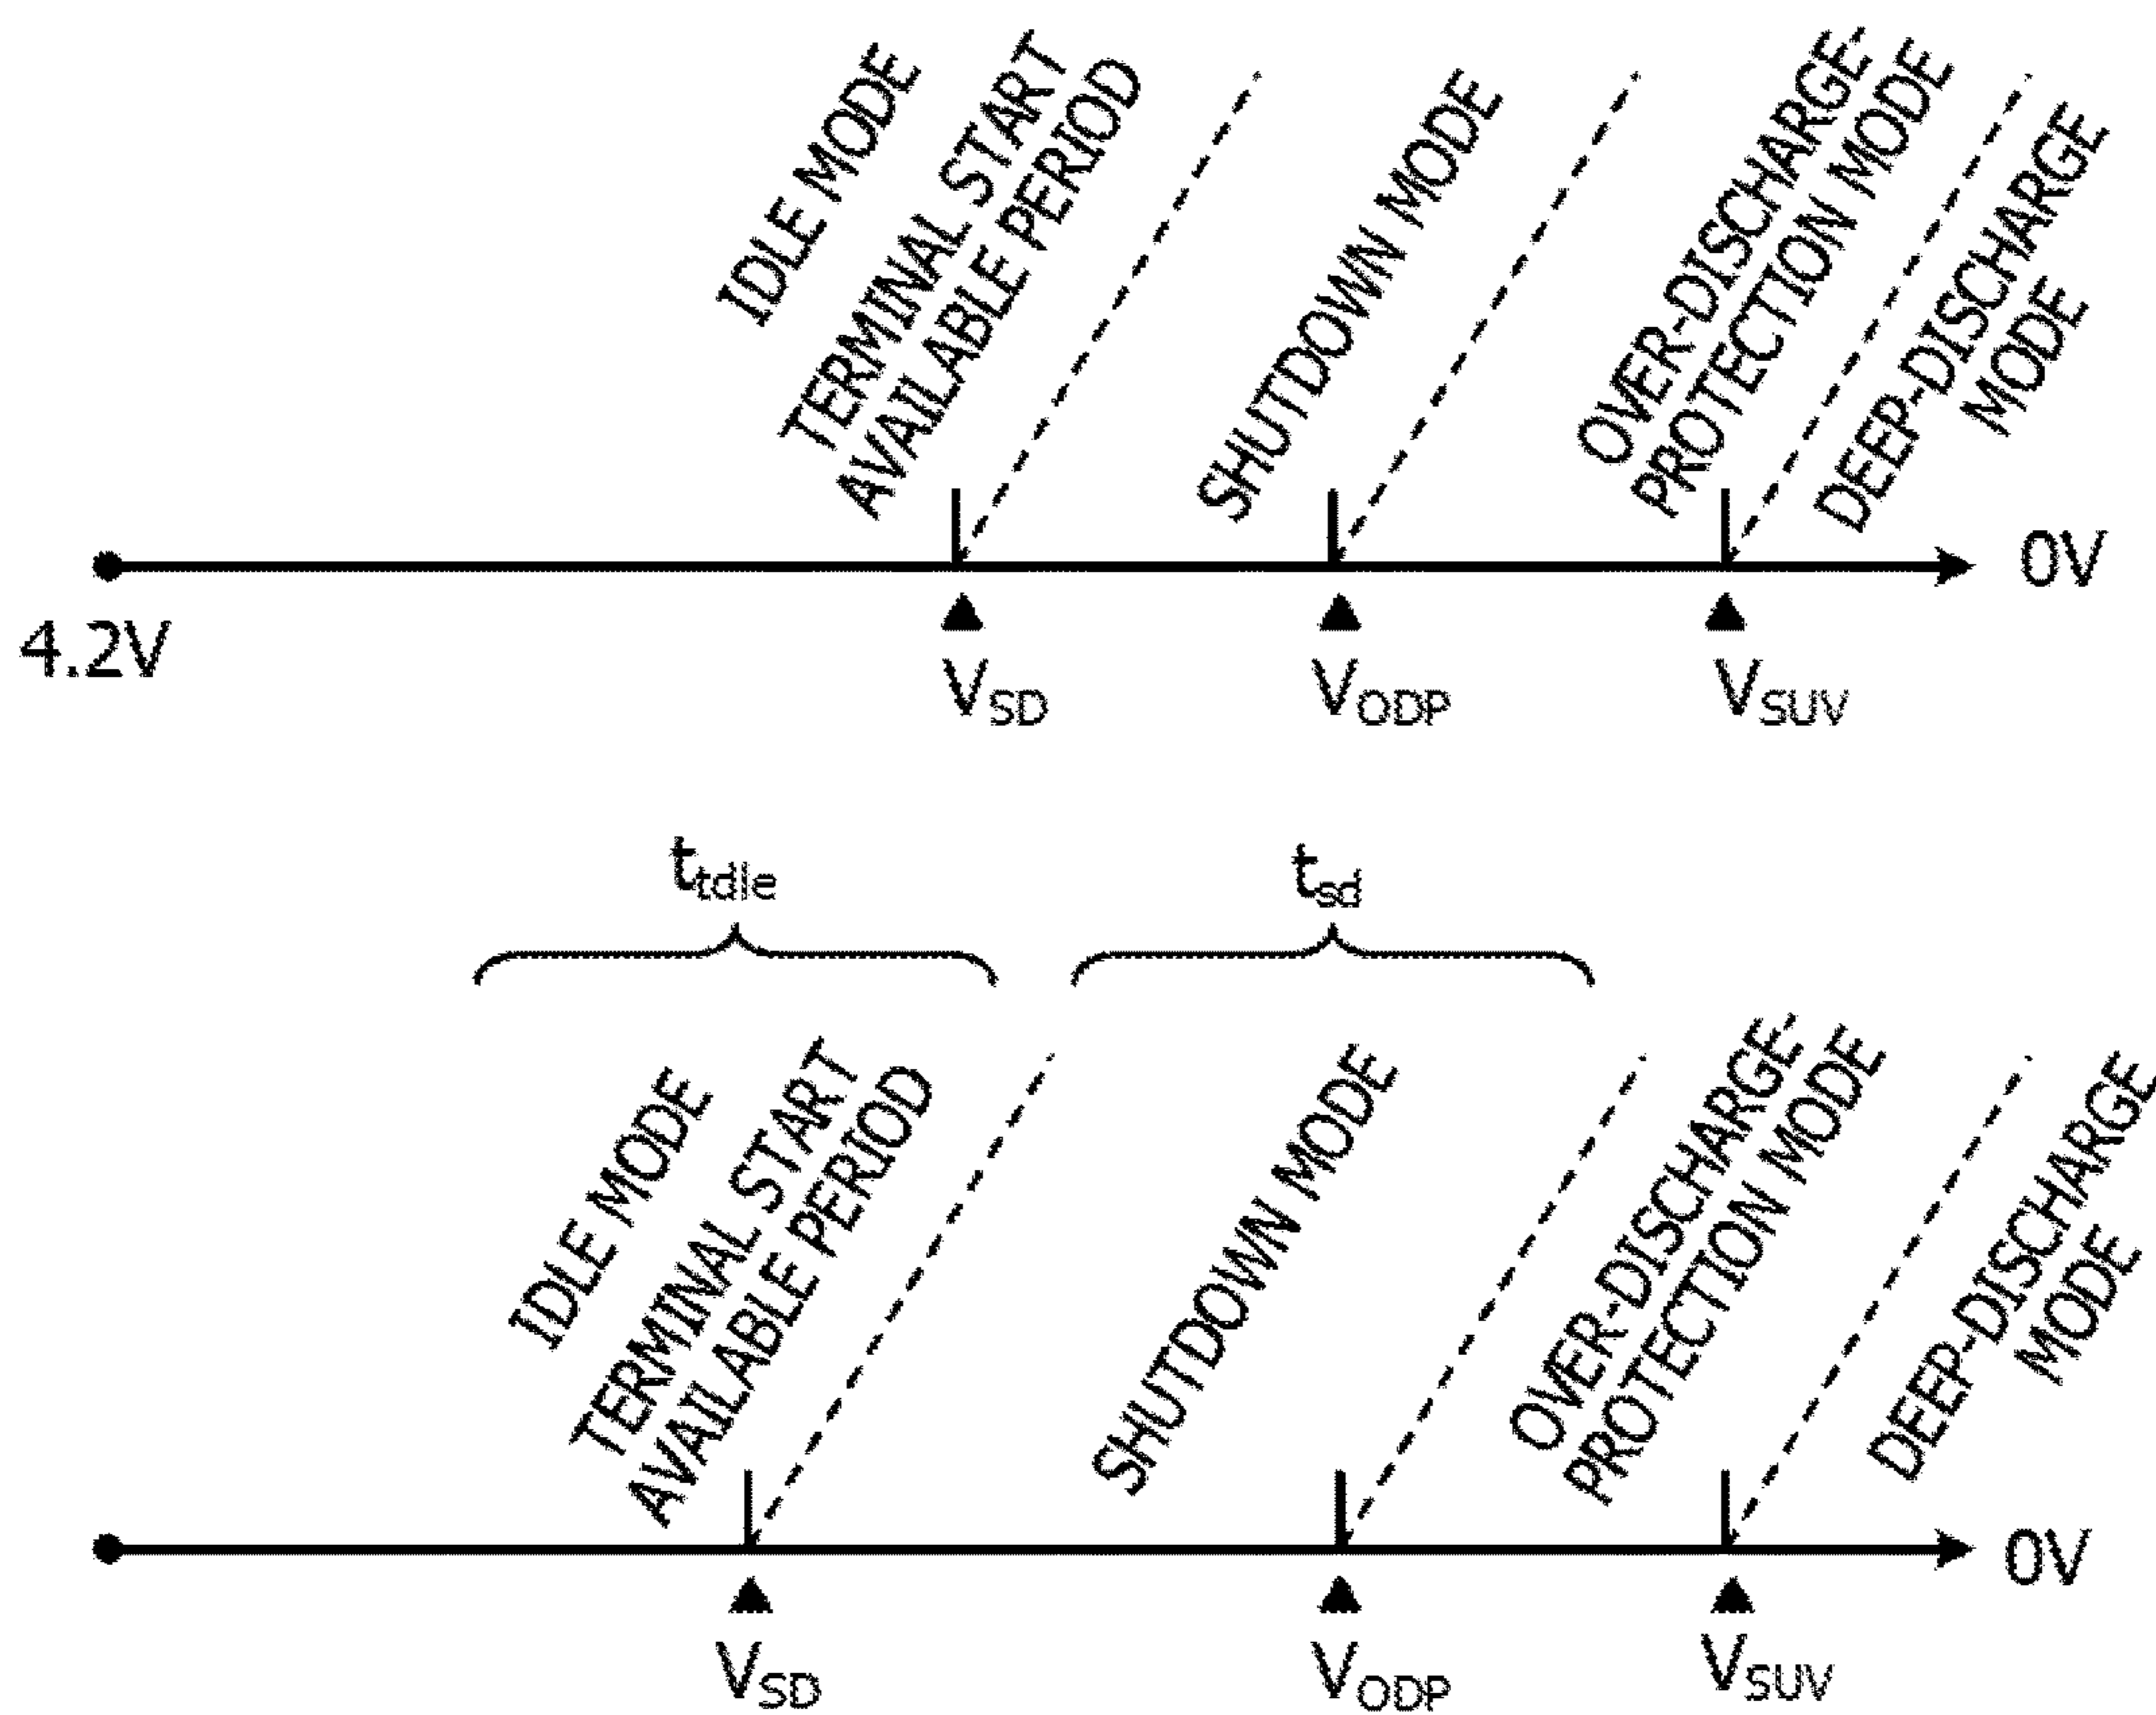 IDLE MODE
TERMINAL START
AVAILABLE PERIOD
SHUTDOWN MODE
OVER-DISCHARGE-
PROTECTION MODE
DEEP-DISCHARGE
MODE
0V
4.2V
VSD
VODP
VSUV
ttdle
tsd
IDLE MODE
TERMINAL START
AVAILABLE PERIOD
SHUTDOWN MODE
OVER-DISCHARGE-
PROTECTION MODE
DEEP-DISCHARGE
MODE
0V
VSD
VODP
VSUV